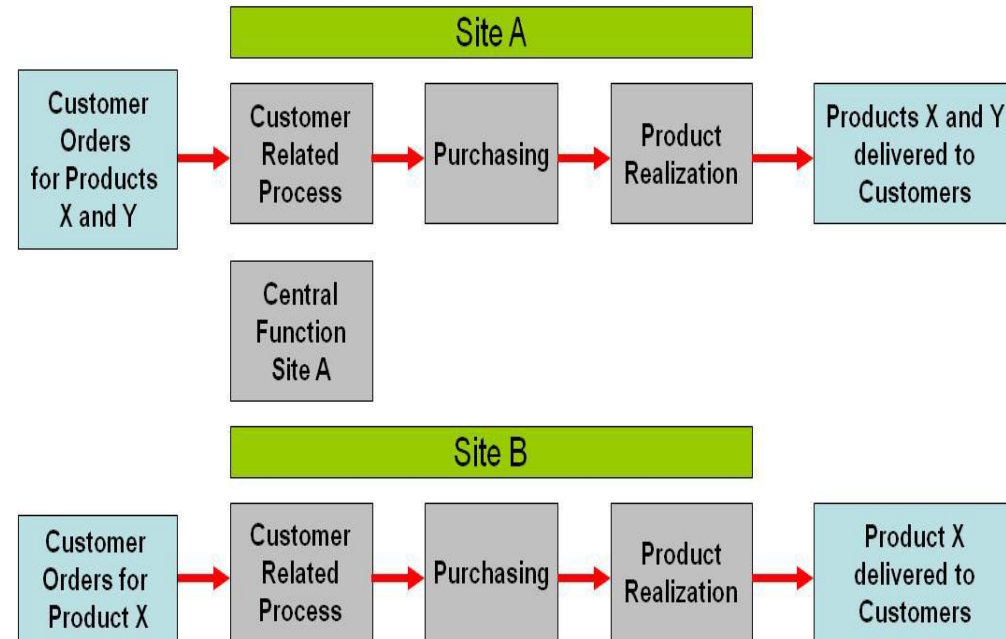 Site A
Customer
Orders
for Products
X and Y
Customer
Related
Process
Purchasing
Product
Realization
Products X and Y
delivered to
Customers
Central
Function
Site A
Site B
Customer
Orders for
Product X
Customer
Related
Process
Purchasing
Product
Realization
Product X
delivered to
Customers